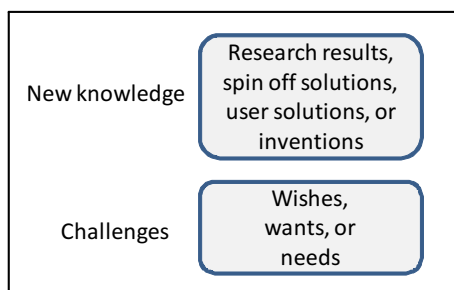 New knowledge
Research results,
spin off solutions,
user solutions, or
inventions
Challenges
Wishes,
wants, or
needs